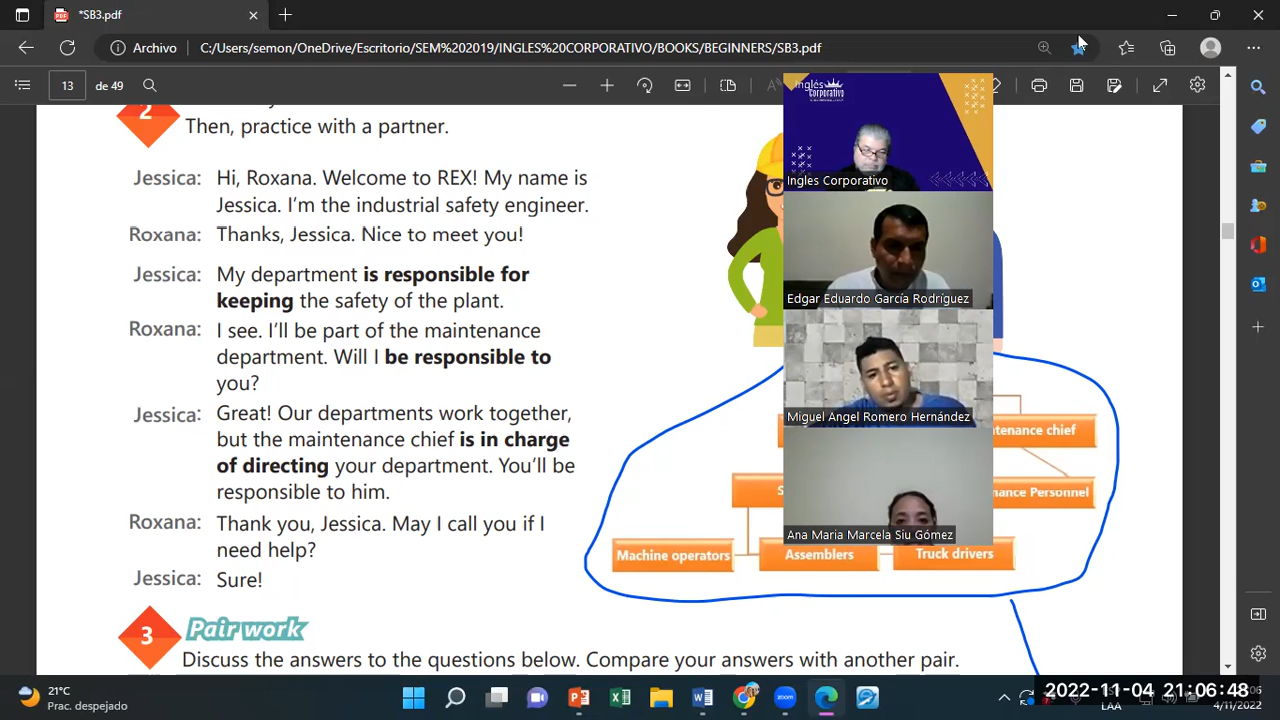 *SB3.pdf
Archivo
C:/Users/semon/OneDrive/Escritorio/SEM%202019/INGLES%20CORPORATIVO/BOOKS/BEGINNERS/SB3.pdf
13
de 49
2
Then, practice with a partner.
Jessica: Hi, Roxana. Welcome to REX! My name is
Jessica. I'm the industrial safety engineer.
Roxana: Thanks, Jessica. Nice to meet you!
Jessica: My department is responsible for
keeping the safety of the plant.
Roxana: I see. I'll be part of the maintenance
department. Will I be responsible to
you?
Jessica: Great! Our departments work together,
but the maintenance chief is in charge
of directing your department. You'll be
responsible to him.
Roxana: Thank you, Jessica. May I call you if I
need help?
Jessica: Sure!
3 Pair work
Discuss the answers to the questions below. Compare your answers with another pair.
Inglés
corporativo
Ingles Corporativo
Edgar Eduardo García Rodríguez
Miguel Angel Romero Hernández
Ana Maria Marcela Siu Gómez
tenance chief
nance Personnel
Machine operators
Assemblers
Truck drivers
21°C
Prac. despejado
LAA
2022-11-04 21:06:48
4/11/2022